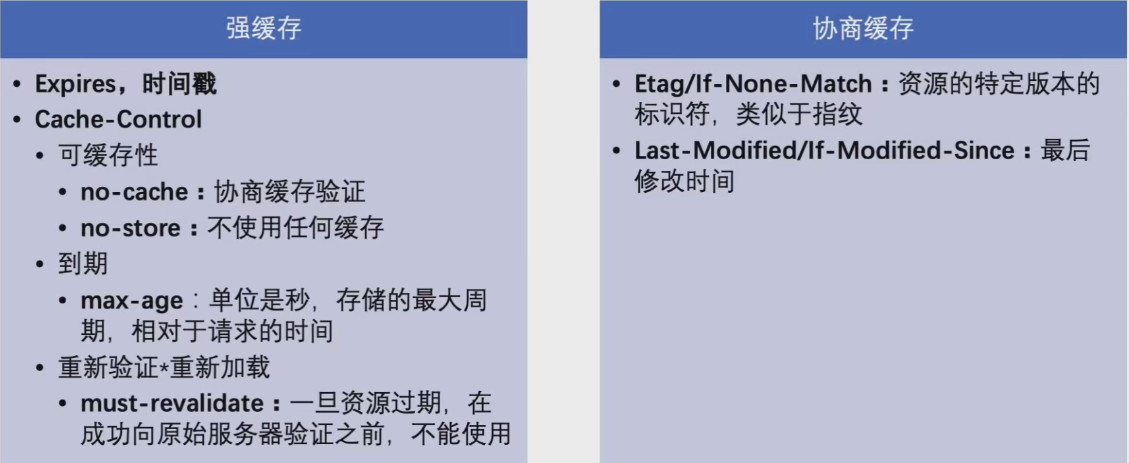 强缓存
• Expires，时间戳
• Cache-Control
• 可缓存性
• no-cache：协商缓存验证
• no-store：不使用任何缓存
• 到期
• max-age：单位是秒，存储的最大周
期，相对于请求的时间
• 重新验证*重新加载
• must-revalidate：一旦资源过期，在
成功向原始服务器验证之前，不能使用
协商缓存
• Etag/If-None-Match：资源的特定版本的
标识符，类似于指纹
• Last-Modified/If-Modified-Since：最后
修改时间